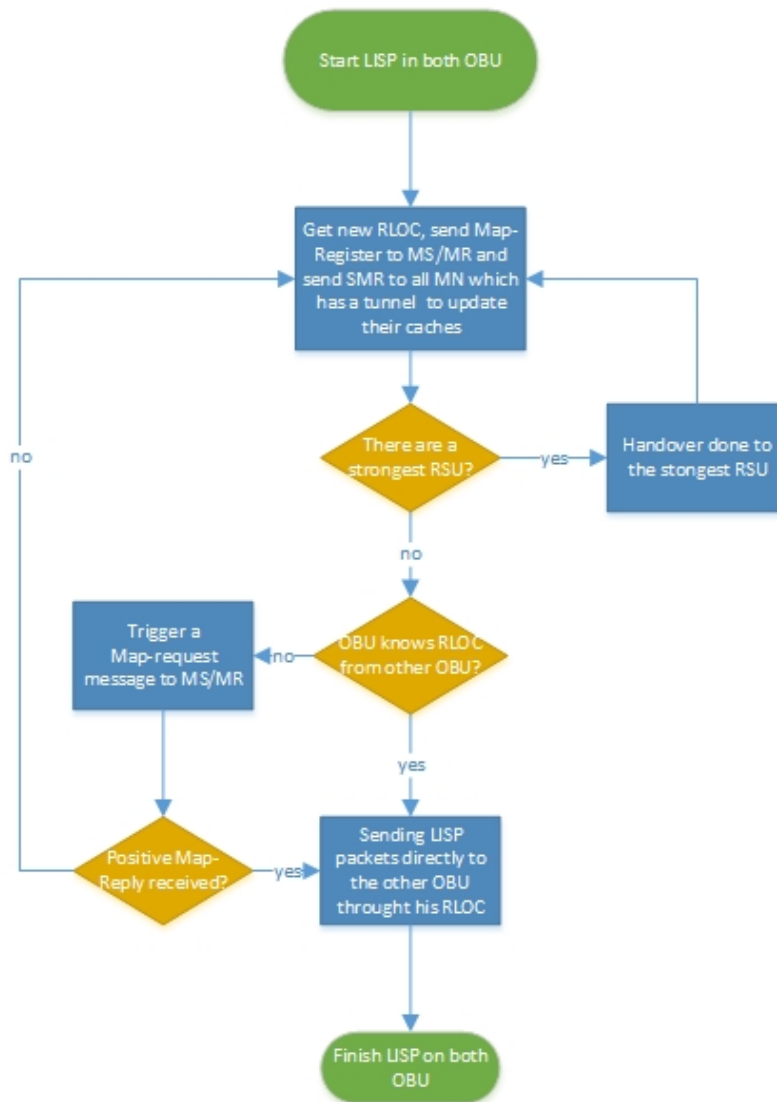 Start LISP in both OBU
Get new RLOC, send Map-
Register to MS/MR and
send SMR to all MN which
has a tunnel to update
their caches
There are a
strongest RSU?
yes
Handover done to
the stongest RSU
no
no
OBU knows RLOC
from other OBU?
no
Trigger a
Map-request
message to MS/MR
yes
Positive Map-
Reply received?
yes
Sending LISP
packets directly to
the other OBU
throught his RLOC
Finish LISP on both
OBU